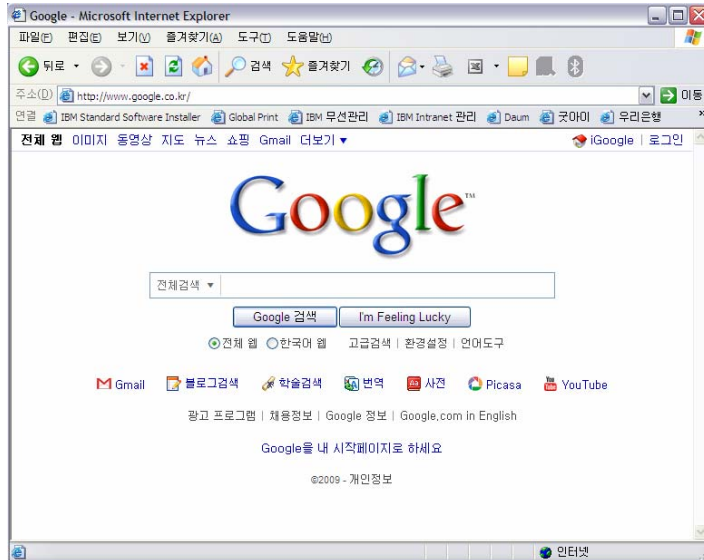 Google - Microsoft Internet Explorer
파일(F) 편집(E) 보기(V) 즐겨찾기(A) 도구(T) 도움말(H)
뒤로 검색 즐겨찾기
주소(D) http://www.google.co.kr/ 이동
연결 IBM Standard Software Installer Global Print IBM 무선관리 IBM Intranet 관리 Daum 굿아이 우리은행 »
전체 웹 이미지 동영상 지도 뉴스 쇼핑 Gmail 더보기 ▼ iGoogle | 로그인
Google™
전체검색 ▼
Google 검색 I'm Feeling Lucky
전체 웹 한국어 웹 고급검색 | 환경설정 | 언어도구
Gmail 블로그검색 학술검색 번역 사전 Picasa YouTube
광고 프로그램 | 채용정보 | Google 정보 | Google.com in English
Google을 내 시작페이지로 하세요
©2009 - 개인정보
인터넷